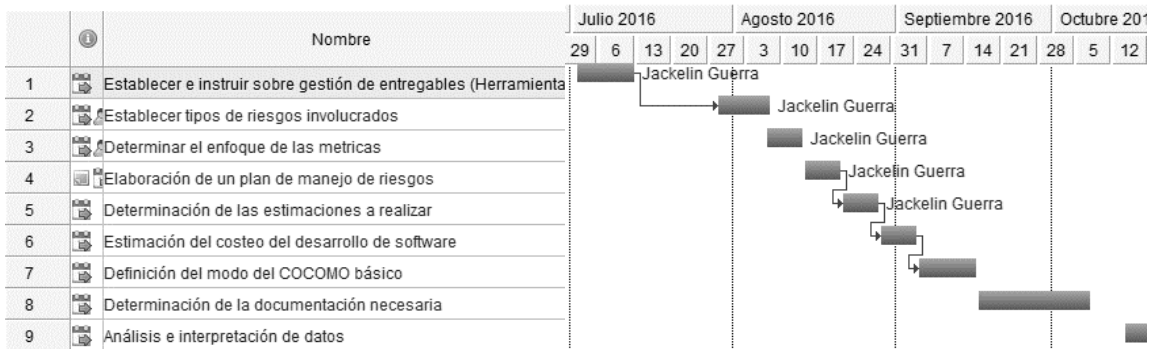 Nombre
Julio 2016 Agosto 2016 Septiembre 2016 Octubre 201
29 6 13 20 27 3 10 17 24 31 7 14 21 28 5 12
1 Establecer e instruir sobre gestión de entregables (Herramienta Jackelin Guerra
2 Establecer tipos de riesgos involucrados Jackelin Guerra
3 Determinar el enfoque de las metricas Jackelin Guerra
4 Elaboración de un plan de manejo de riesgos Jackelin Guerra
5 Determinación de las estimaciones a realizar Jackelin Guerra
6 Estimación del costeo del desarrollo de software
7 Definición del modo del COCOMO básico
8 Determinación de la documentación necesaria
9 Análisis e interpretación de datos